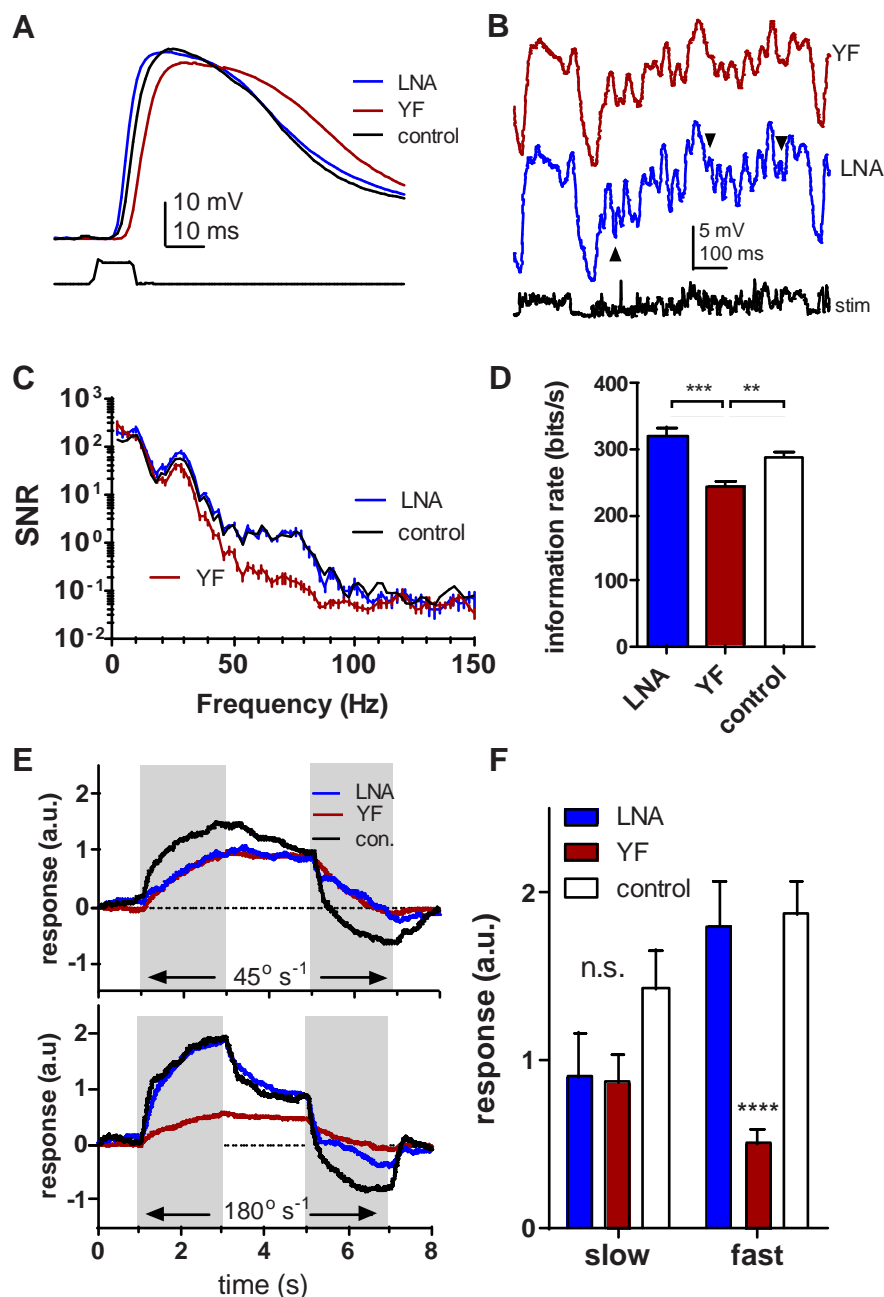 A
LNA
YF
control
10 mV
10 ms
B
YF
LNA
5 mV
100 ms
stim
C
SNR
10³
10²
10¹
10⁰
10⁻¹
10⁻²
LNA
control
YF
0 50 100 150
Frequency (Hz)
D
information rate (bits/s)
400
300
200
100
0
*** **
LNA YF control
E
response (a.u.)
2
1
0
-1
LNA
YF
con.
45° s⁻¹
response (a.u)
2
1
0
-1
180° s⁻¹
0 2 4 6 8
time (s)
F
response (a.u.)
2
1
0
LNA
YF
control
n.s.
****
slow fast